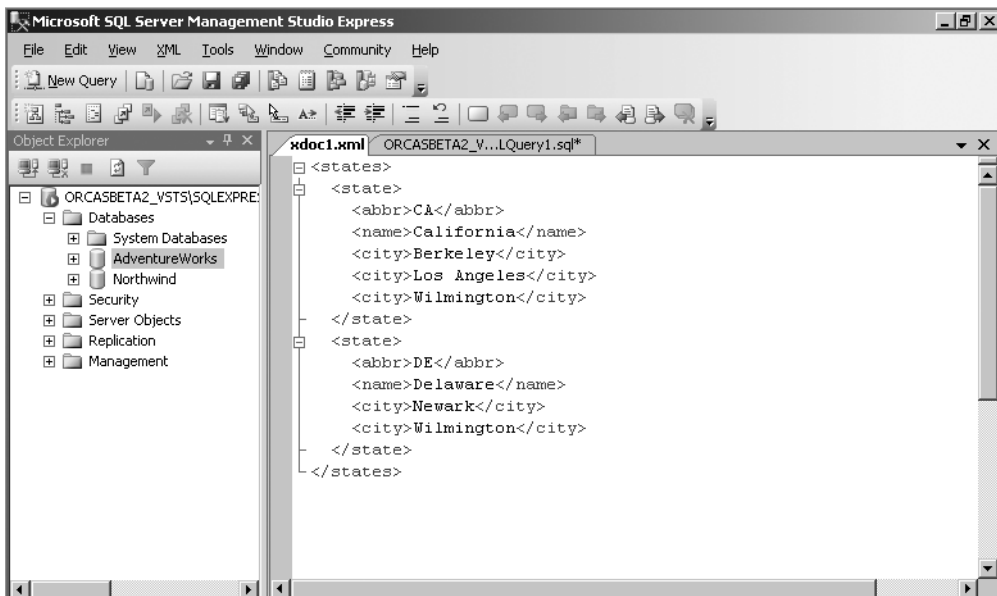 Microsoft SQL Server Management Studio Express
File Edit View XML Tools Window Community Help
New Query
Object Explorer
ORCASBETA2_VSTS\SQLEXPRE
Databases
System Databases
AdventureWorks
Northwind
Security
Server Objects
Replication
Management
xdoc1.xml ORCASBETA2_V...LQuery1.sql*
<states>
<state>
<abbr>CA</abbr>
<name>California</name>
<city>Berkeley</city>
<city>Los Angeles</city>
<city>Wilmington</city>
</state>
<state>
<abbr>DE</abbr>
<name>Delaware</name>
<city>Newark</city>
<city>Wilmington</city>
</state>
</states>